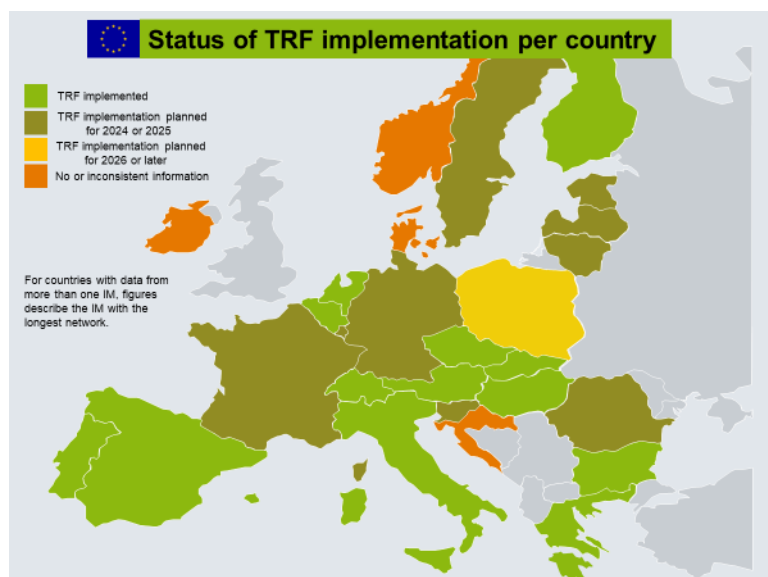 Status of TRF implementation per country
TRF implemented
TRF implementation planned
for 2024 or 2025
TRF implementation planned
for 2026 or later
No or inconsistent information
For countries with data from
more than one IM, figures
describe the IM with the
longest network.